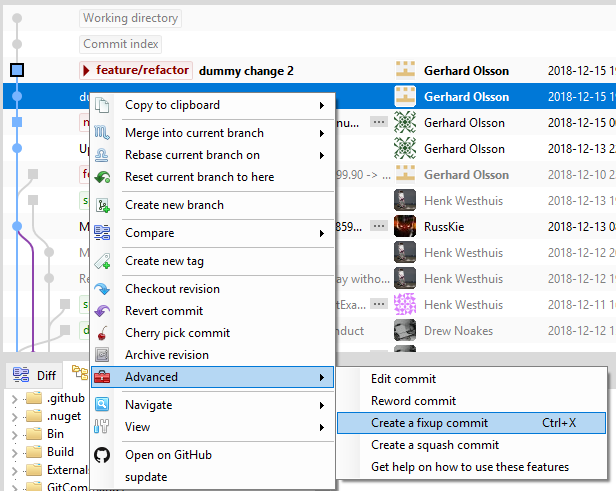 Working directory
Commit index
feature/refactor dummy change 2 Gerhard Olsson 2018-12-15 1
du Gerhard Olsson 2018-12-15 1
nu... Gerhard Olsson 2018-12-15 0
Up Gerhard Olsson 2018-12-13 2
fe 99.90 -> ... Gerhard Olsson 2018-12-10 2
s Henk Westhuis 2018-12-13 1
M 859... RussKie 2018-12-13 0
M Henk Westhuis 2018-12-12 2
Re ay witho... Henk Westhuis 2018-12-12 1
s tExa... Henk Westhuis 2018-12-11 1
d nduct Drew Noakes 2018-12-12 1
Copy to clipboard
Merge into current branch
Rebase current branch on
Reset current branch to here
Create new branch
Compare
Create new tag
Checkout revision
Revert commit
Cherry pick commit
Archive revision
Advanced
Navigate
View
Open on GitHub
supdate
Edit commit
Reword commit
Create a fixup commit Ctrl+X
Create a squash commit
Get help on how to use these features
Diff
.github
.nuget
Bin
Build
External
GitComm